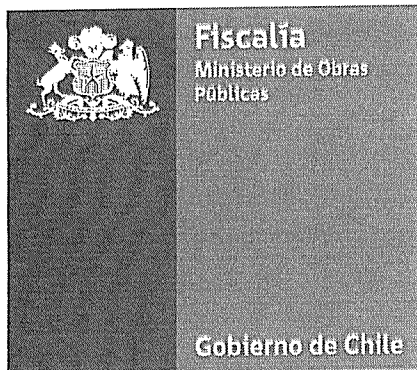 Fiscalía
Ministerio de Obras
Públicas
Gobierno de Chile